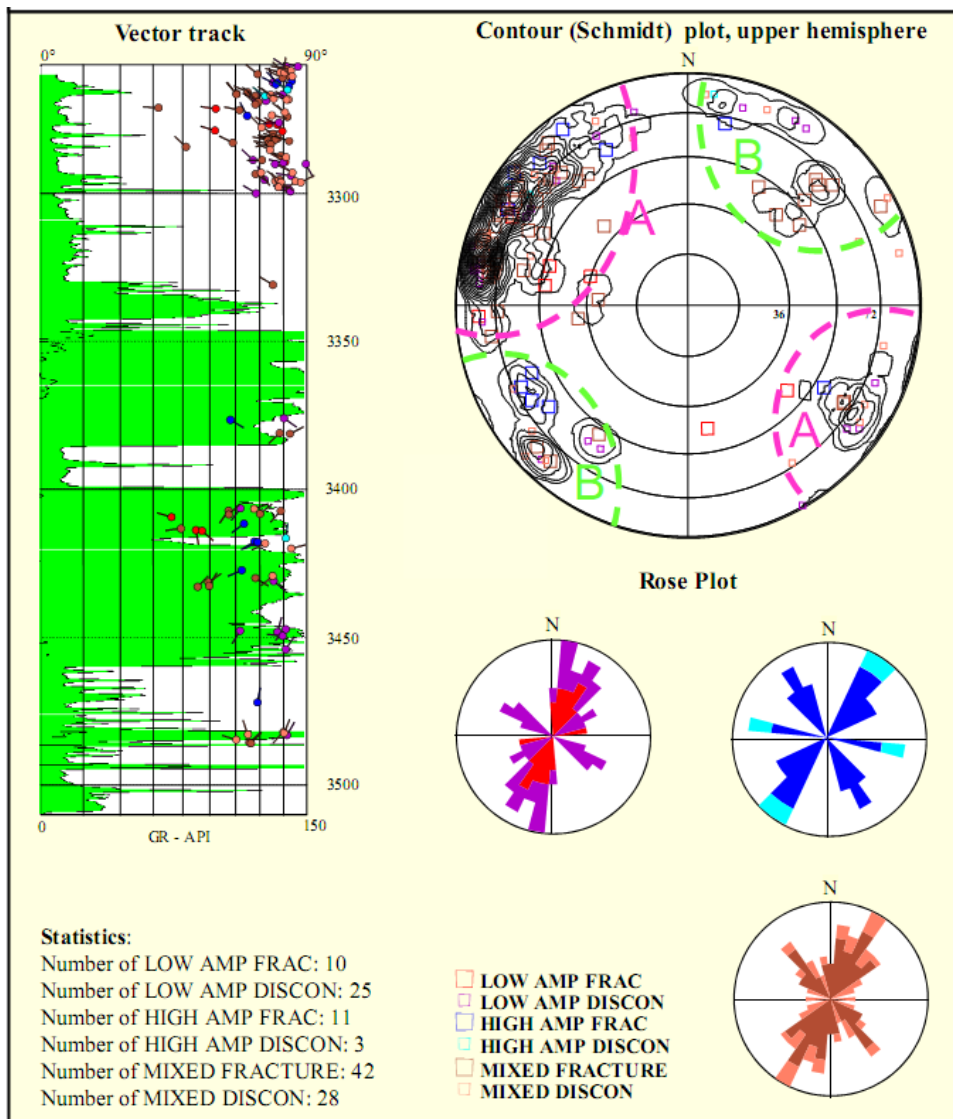 Vector track
0° 90°
3300
3350
3400
3450
3500
0 150
GR - API
Contour (Schmidt) plot, upper hemisphere
N
B
A
36 72
A
B
Rose Plot
N
N
N
Statistics:
Number of LOW AMP FRAC: 10
Number of LOW AMP DISCON: 25
Number of HIGH AMP FRAC: 11
Number of HIGH AMP DISCON: 3
Number of MIXED FRACTURE: 42
Number of MIXED DISCON: 28
LOW AMP FRAC
LOW AMP DISCON
HIGH AMP FRAC
HIGH AMP DISCON
MIXED FRACTURE
MIXED DISCON